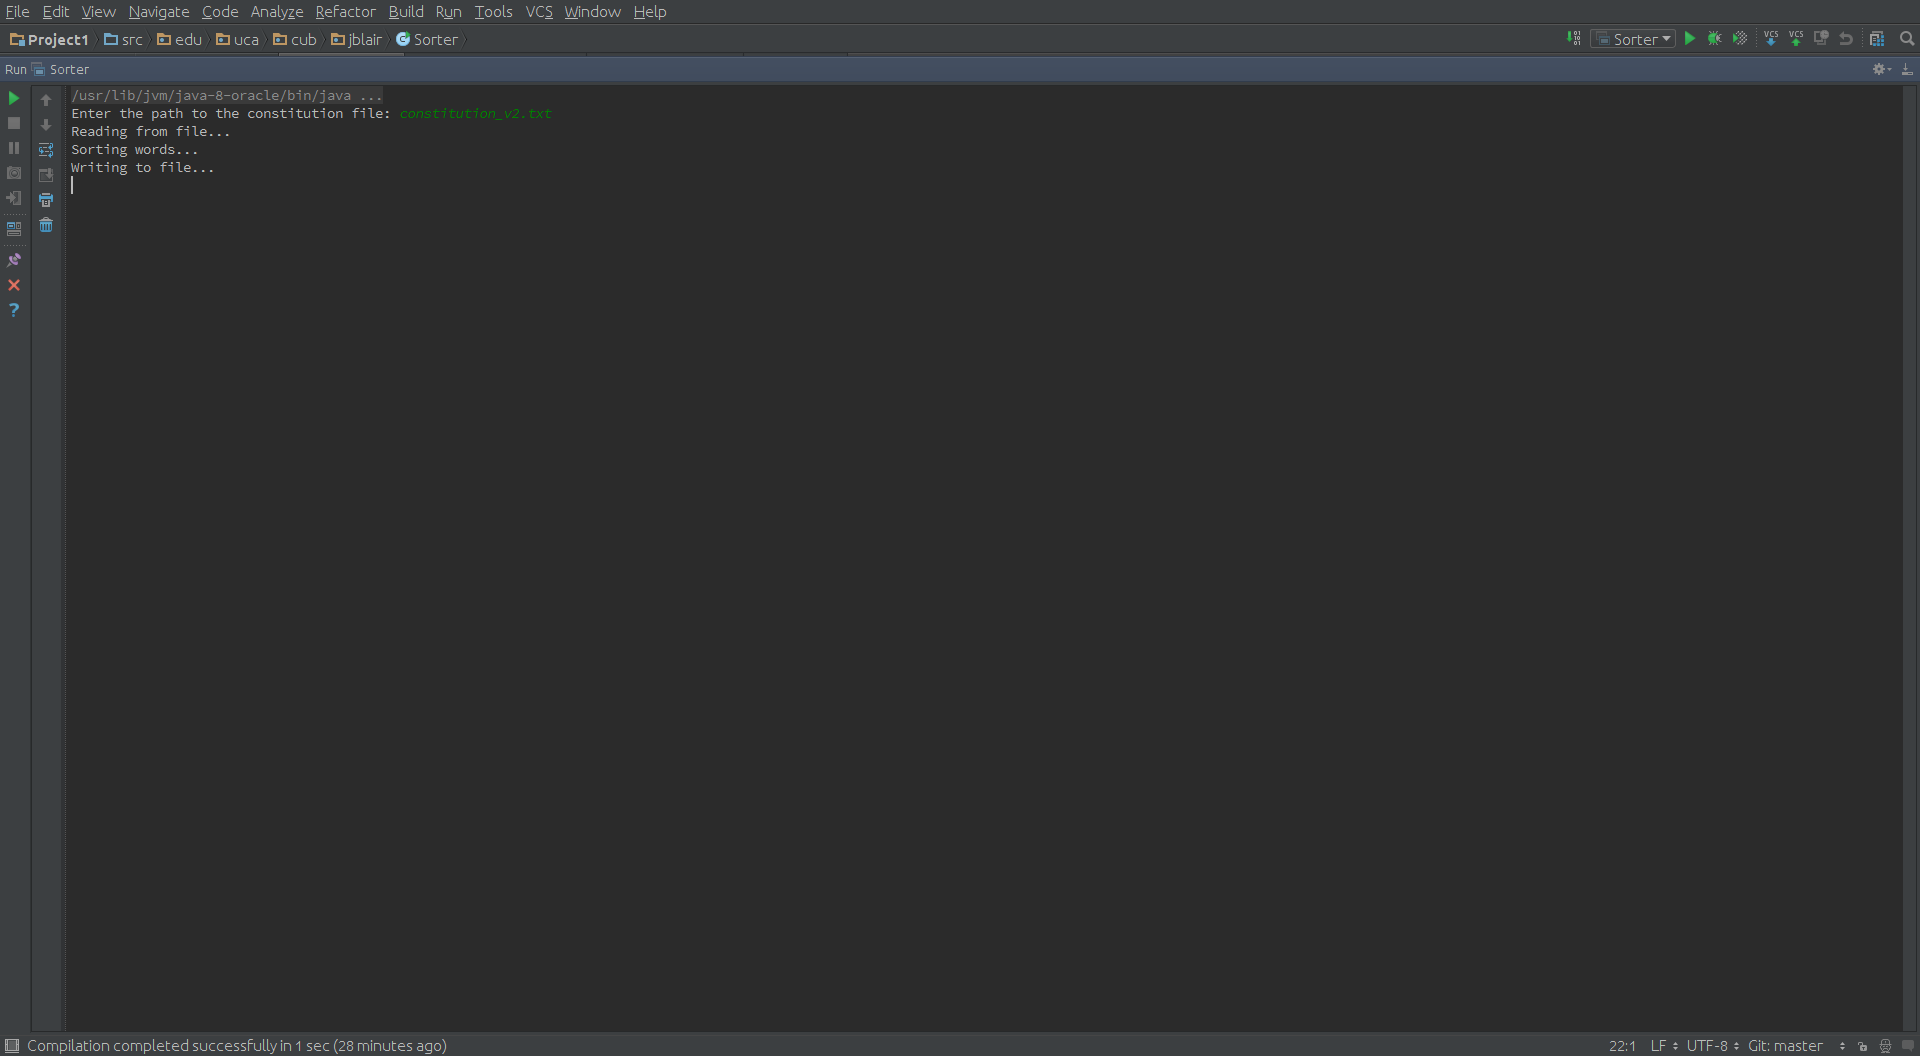 File Edit View Navigate Code Analyze Refactor Build Run Tools VCS Window Help
Project1 src edu uca cub jblair Sorter Sorter VCS VCS
Run Sorter
/usr/lib/jvm/java-8-oracle/bin/java ...
Enter the path to the constitution file: constitution_v2.txt
Reading from file...
Sorting words...
Writing to file...
Compilation completed successfully in 1 sec (28 minutes ago) 22:1 LF UTF-8 Git: master